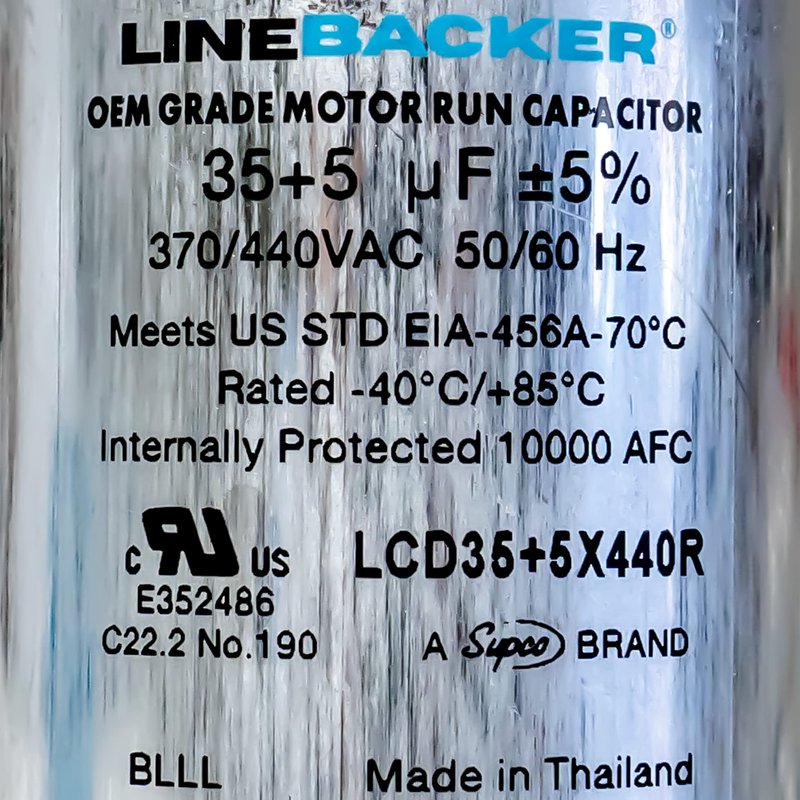 LINEBACKER®
OEM GRADE MOTOR RUN CAPACITOR
35+5 µF ±5%
370/440VAC 50/60 Hz
Meets US STD EIA-456A-70°C
Rated -40°C/+85°C
Internally Protected 10000 AFC
c RU US LCD35+5X440R
E352486
C22.2 No.190 A Supco BRAND
BLLL Made in Thailand